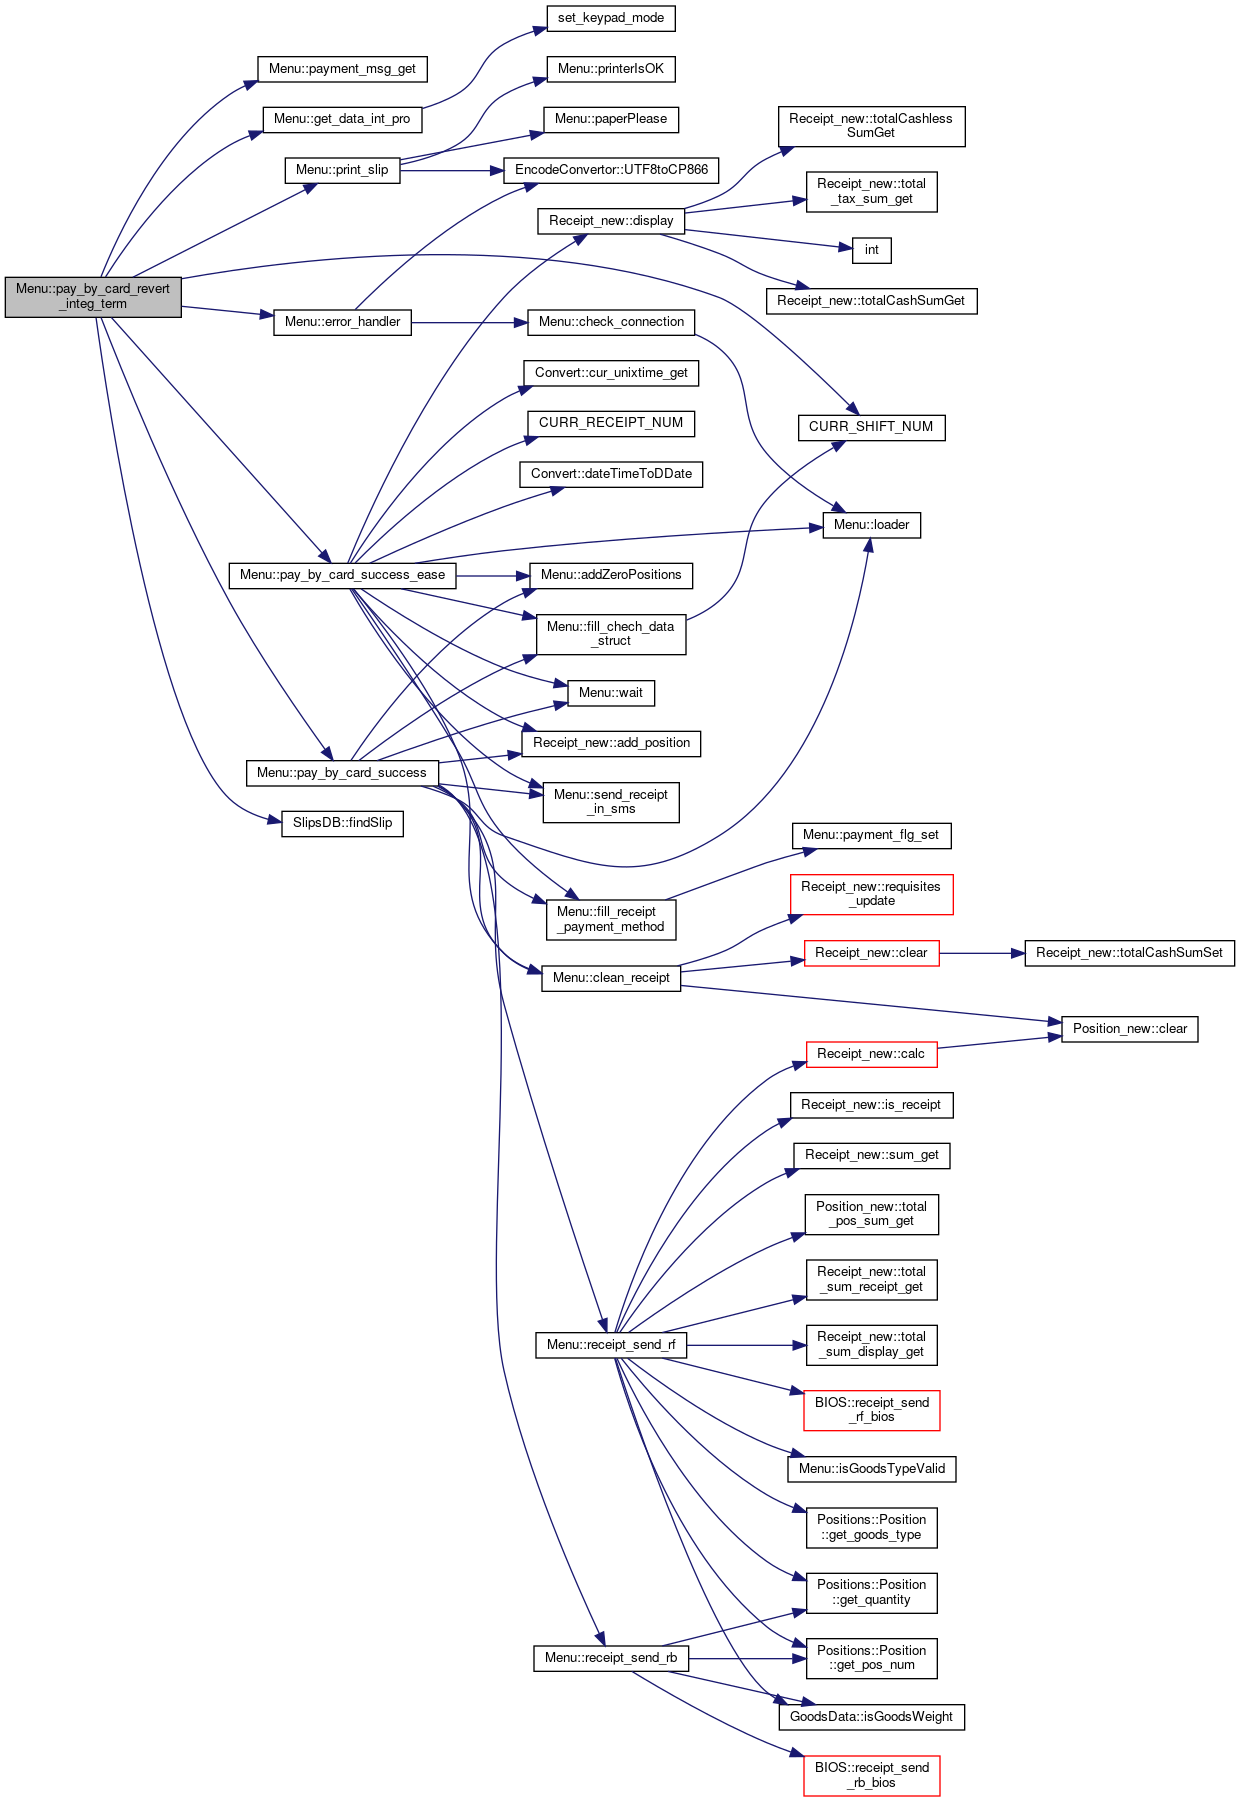 set_keypad_mode
Menu::payment_msg_get
Menu::printerIsOK
Menu::get_data_int_pro
Menu::paperPlease
Receipt_new::totalCashless
SumGet
Menu::print_slip
EncodeConvertor::UTF8toCP866
Receipt_new::total
_tax_sum_get
Receipt_new::display
int
Menu::pay_by_card_revert
_integ_term
Receipt_new::totalCashSumGet
Menu::error_handler
Menu::check_connection
Convert::cur_unixtime_get
CURR_RECEIPT_NUM
CURR_SHIFT_NUM
Convert::dateTimeToDDate
Menu::loader
Menu::pay_by_card_success_ease
Menu::addZeroPositions
Menu::fill_chech_data
_struct
Menu::wait
Receipt_new::add_position
Menu::pay_by_card_success
Menu::send_receipt
_in_sms
SlipsDB::findSlip
Menu::payment_flg_set
Receipt_new::requisites
_update
Menu::fill_receipt
_payment_method
Receipt_new::clear
Receipt_new::totalCashSumSet
Menu::clean_receipt
Position_new::clear
Receipt_new::calc
Receipt_new::is_receipt
Receipt_new::sum_get
Position_new::total
_pos_sum_get
Receipt_new::total
_sum_receipt_get
Menu::receipt_send_rf
Receipt_new::total
_sum_display_get
BIOS::receipt_send
_rf_bios
Menu::isGoodsTypeValid
Positions::Position
::get_goods_type
Positions::Position
::get_quantity
Menu::receipt_send_rb
Positions::Position
::get_pos_num
GoodsData::isGoodsWeight
BIOS::receipt_send
_rb_bios